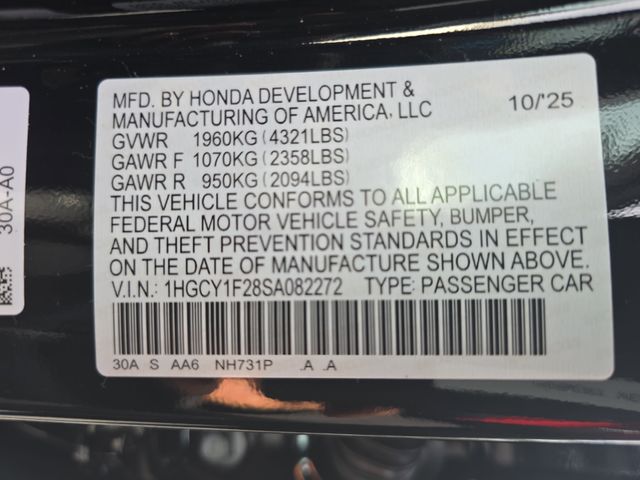 MFD. BY HONDA DEVELOPMENT &
MANUFACTURING OF AMERICA, LLC 10/'25
GVWR 1960KG (4321LBS)
GAWR F 1070KG (2358LBS)
GAWR R 950KG (2094LBS)
THIS VEHICLE CONFORMS TO ALL APPLICABLE
FEDERAL MOTOR VEHICLE SAFETY, BUMPER,
AND THEFT PREVENTION STANDARDS IN EFFECT
ON THE DATE OF MANUFACTURE SHOWN ABOVE.
V.I.N.: 1HGCY1F28SA082272 TYPE: PASSENGER CAR
30A S AA6 NH731P .A .A
30A-A0